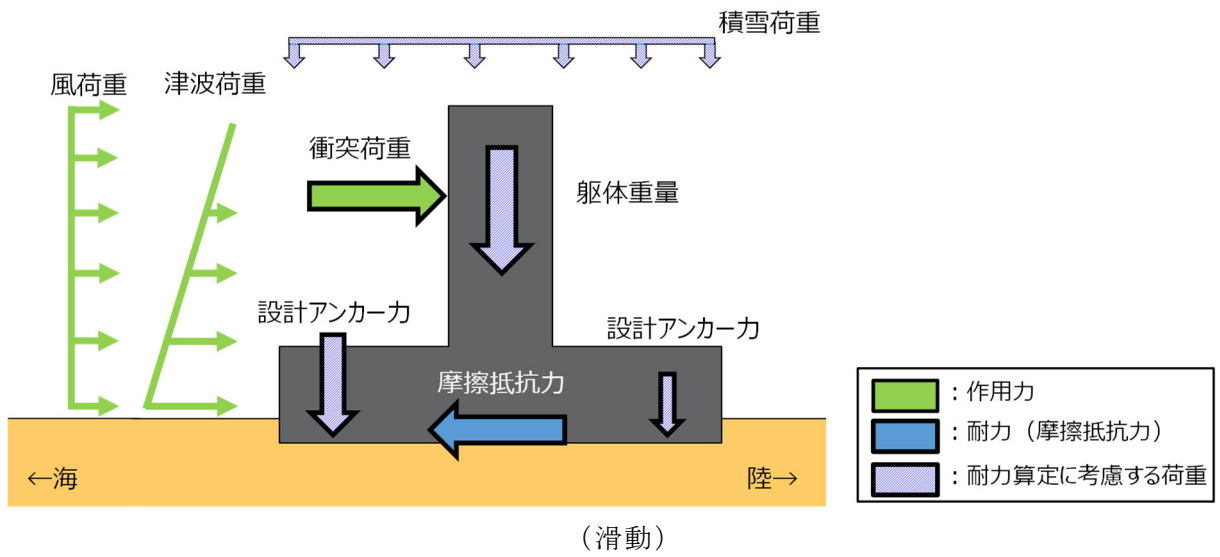 積雪荷重
風荷重
津波荷重
衝突荷重
躯体重量
設計アンカー力
設計アンカー力
摩擦抵抗力
←海
陸→
：作用力
：耐力（摩擦抵抗力）
：耐力算定に考慮する荷重
（滑動）